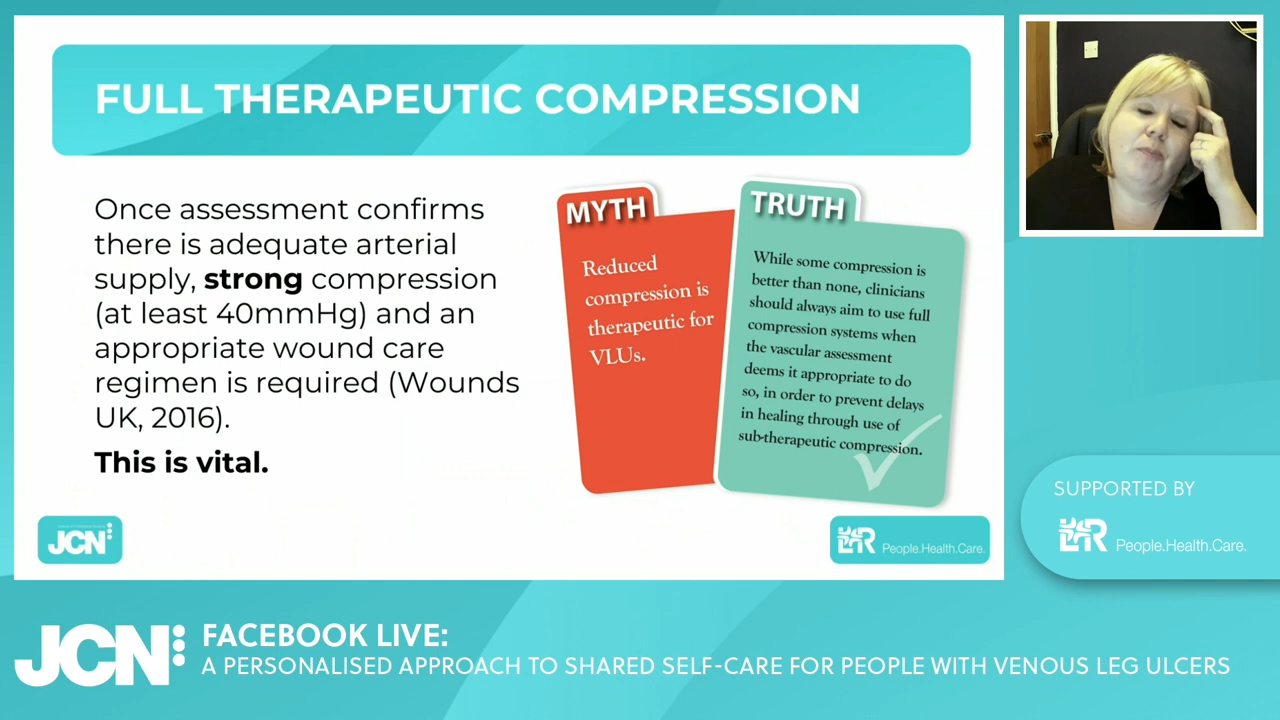 FULL THERAPEUTIC COMPRESSION
Once assessment confirms
there is adequate arterial
supply, strong compression
(at least 40mmHg) and an
appropriate wound care
regimen is required (Wounds
UK, 2016).
This is vital.
MYTH
Reduced
compression is
therapeutic for
VLUs.
TRUTH
While some compression is
better than none, clinicians
should always aim to use full
compression systems when
the vascular assessment
deems it appropriate to do
so, in order to prevent delays
in healing through use of
sub-therapeutic compression.
JCN
L&R People.Health.Care.
SUPPORTED BY
L&R People.Health.Care.
JCN
FACEBOOK LIVE:
A PERSONALISED APPROACH TO SHARED SELF-CARE FOR PEOPLE WITH VENOUS LEG ULCERS